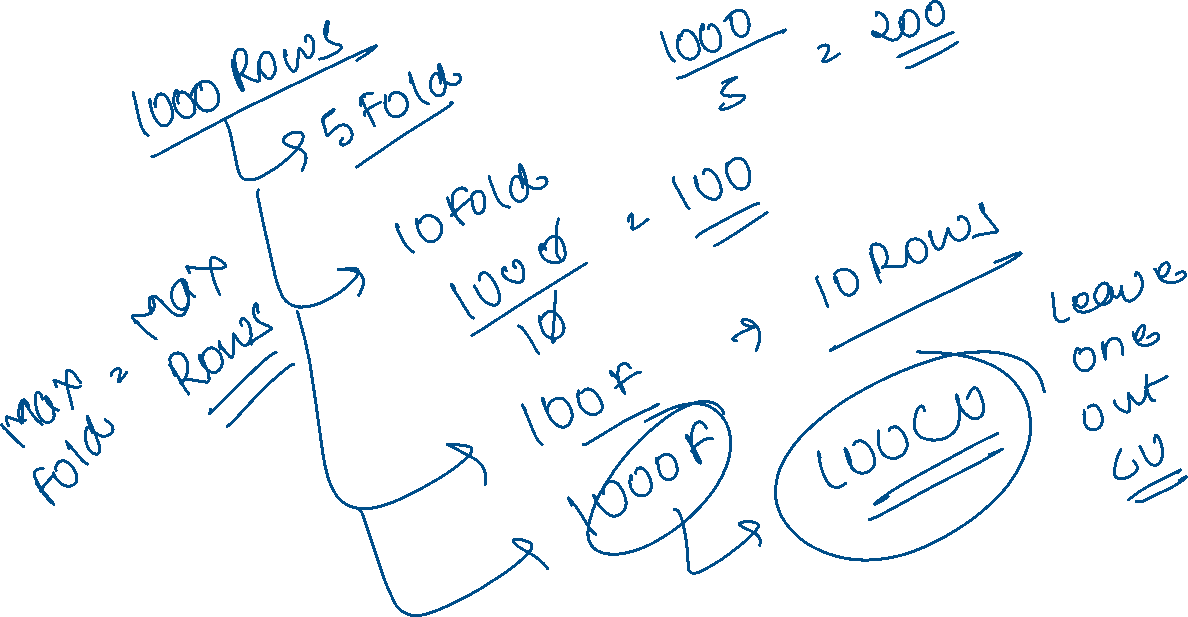 1000 ROWS
5 FOld
1000
5
= 200
10 FOld
1000
10
= 100
100 F
10 ROWS
1000 F
LOOCV
leave
one
out
CV
MAX
FOld
=
MAX
ROWS